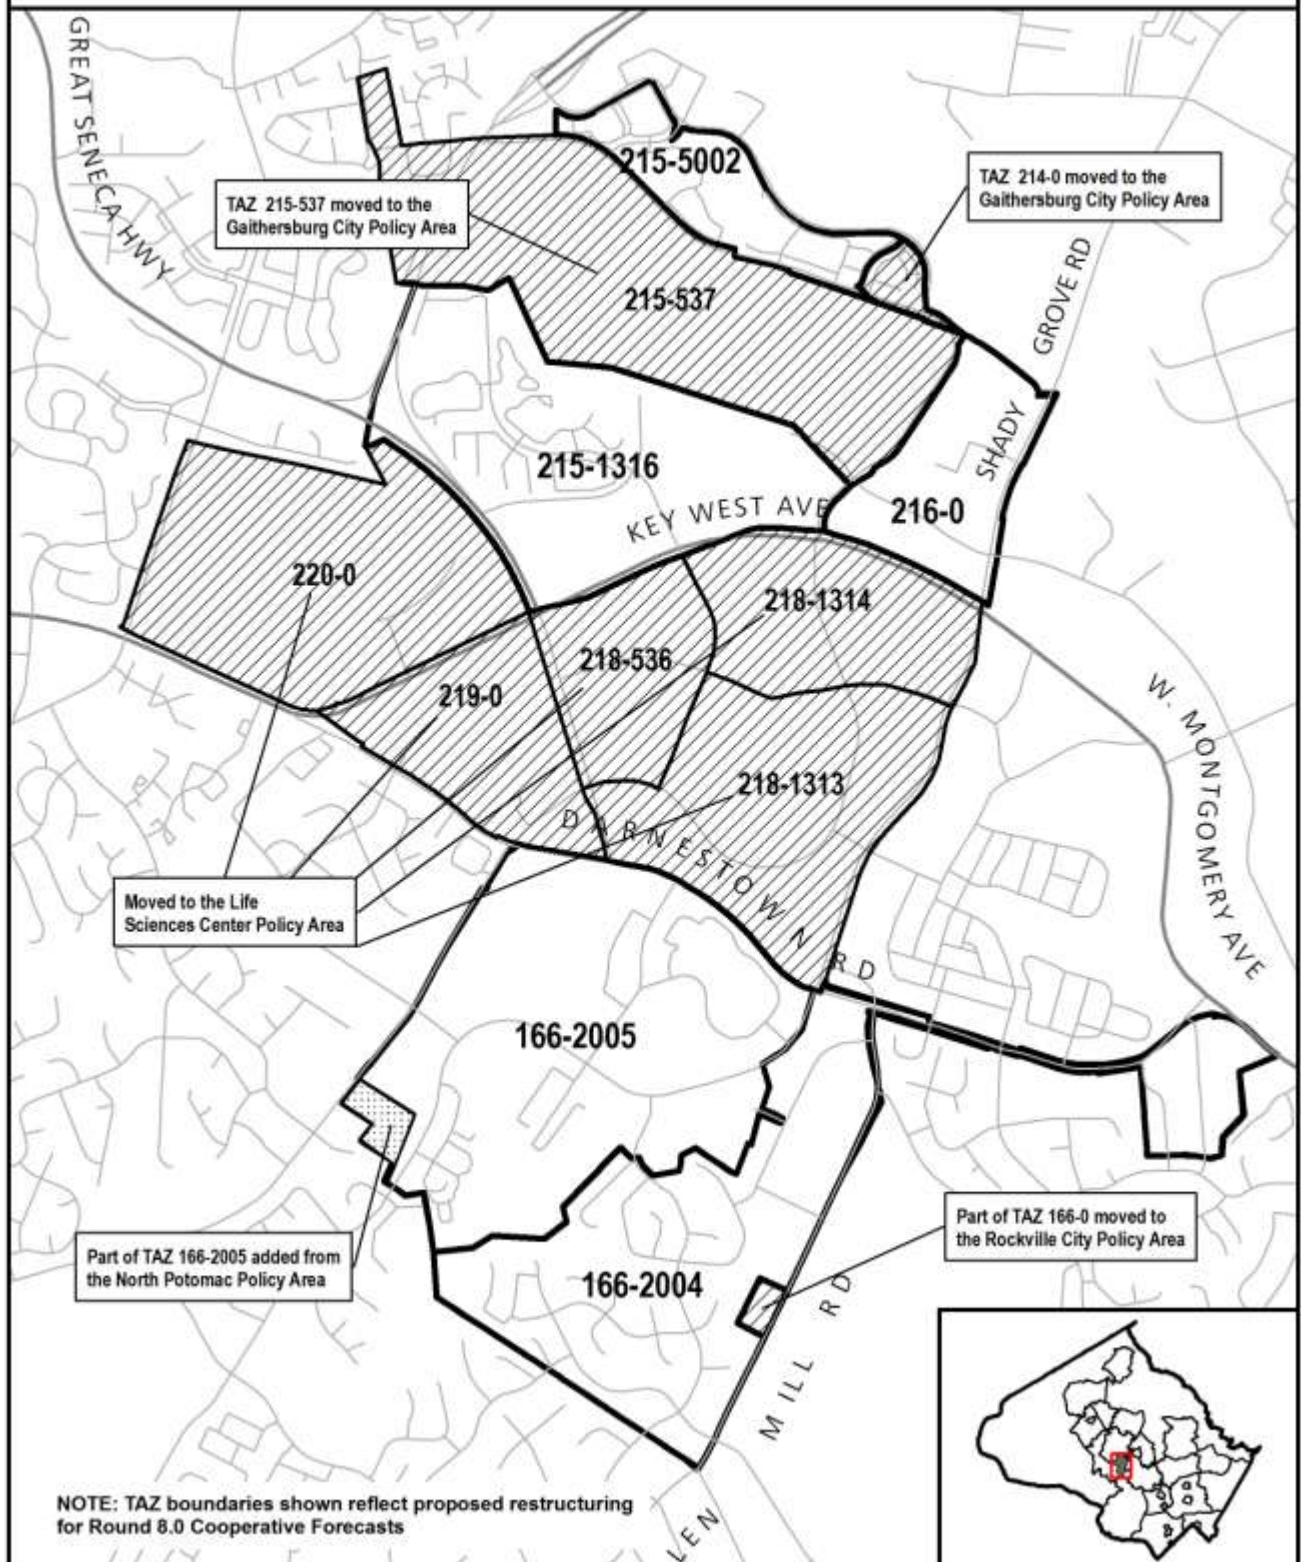 GREAT SENECA HWY
215-5002
TAZ 214-0 moved to the
Gaithersburg City Policy Area
TAZ 215-537 moved to the
Gaithersburg City Policy Area
215-537
SHADY GROVE RD
215-1316
KEY WEST AVE
216-0
220-0
218-1314
218-536
219-0
W. MONTGOMERY AVE
218-1313
DARNESTOWN RD
Moved to the Life
Sciences Center Policy Area
166-2005
Part of TAZ 166-0 moved to
the Rockville City Policy Area
Part of TAZ 166-2005 added from
the North Potomac Policy Area
166-2004
LEN MILL RD
NOTE: TAZ boundaries shown reflect proposed restructuring
for Round 8.0 Cooperative Forecasts